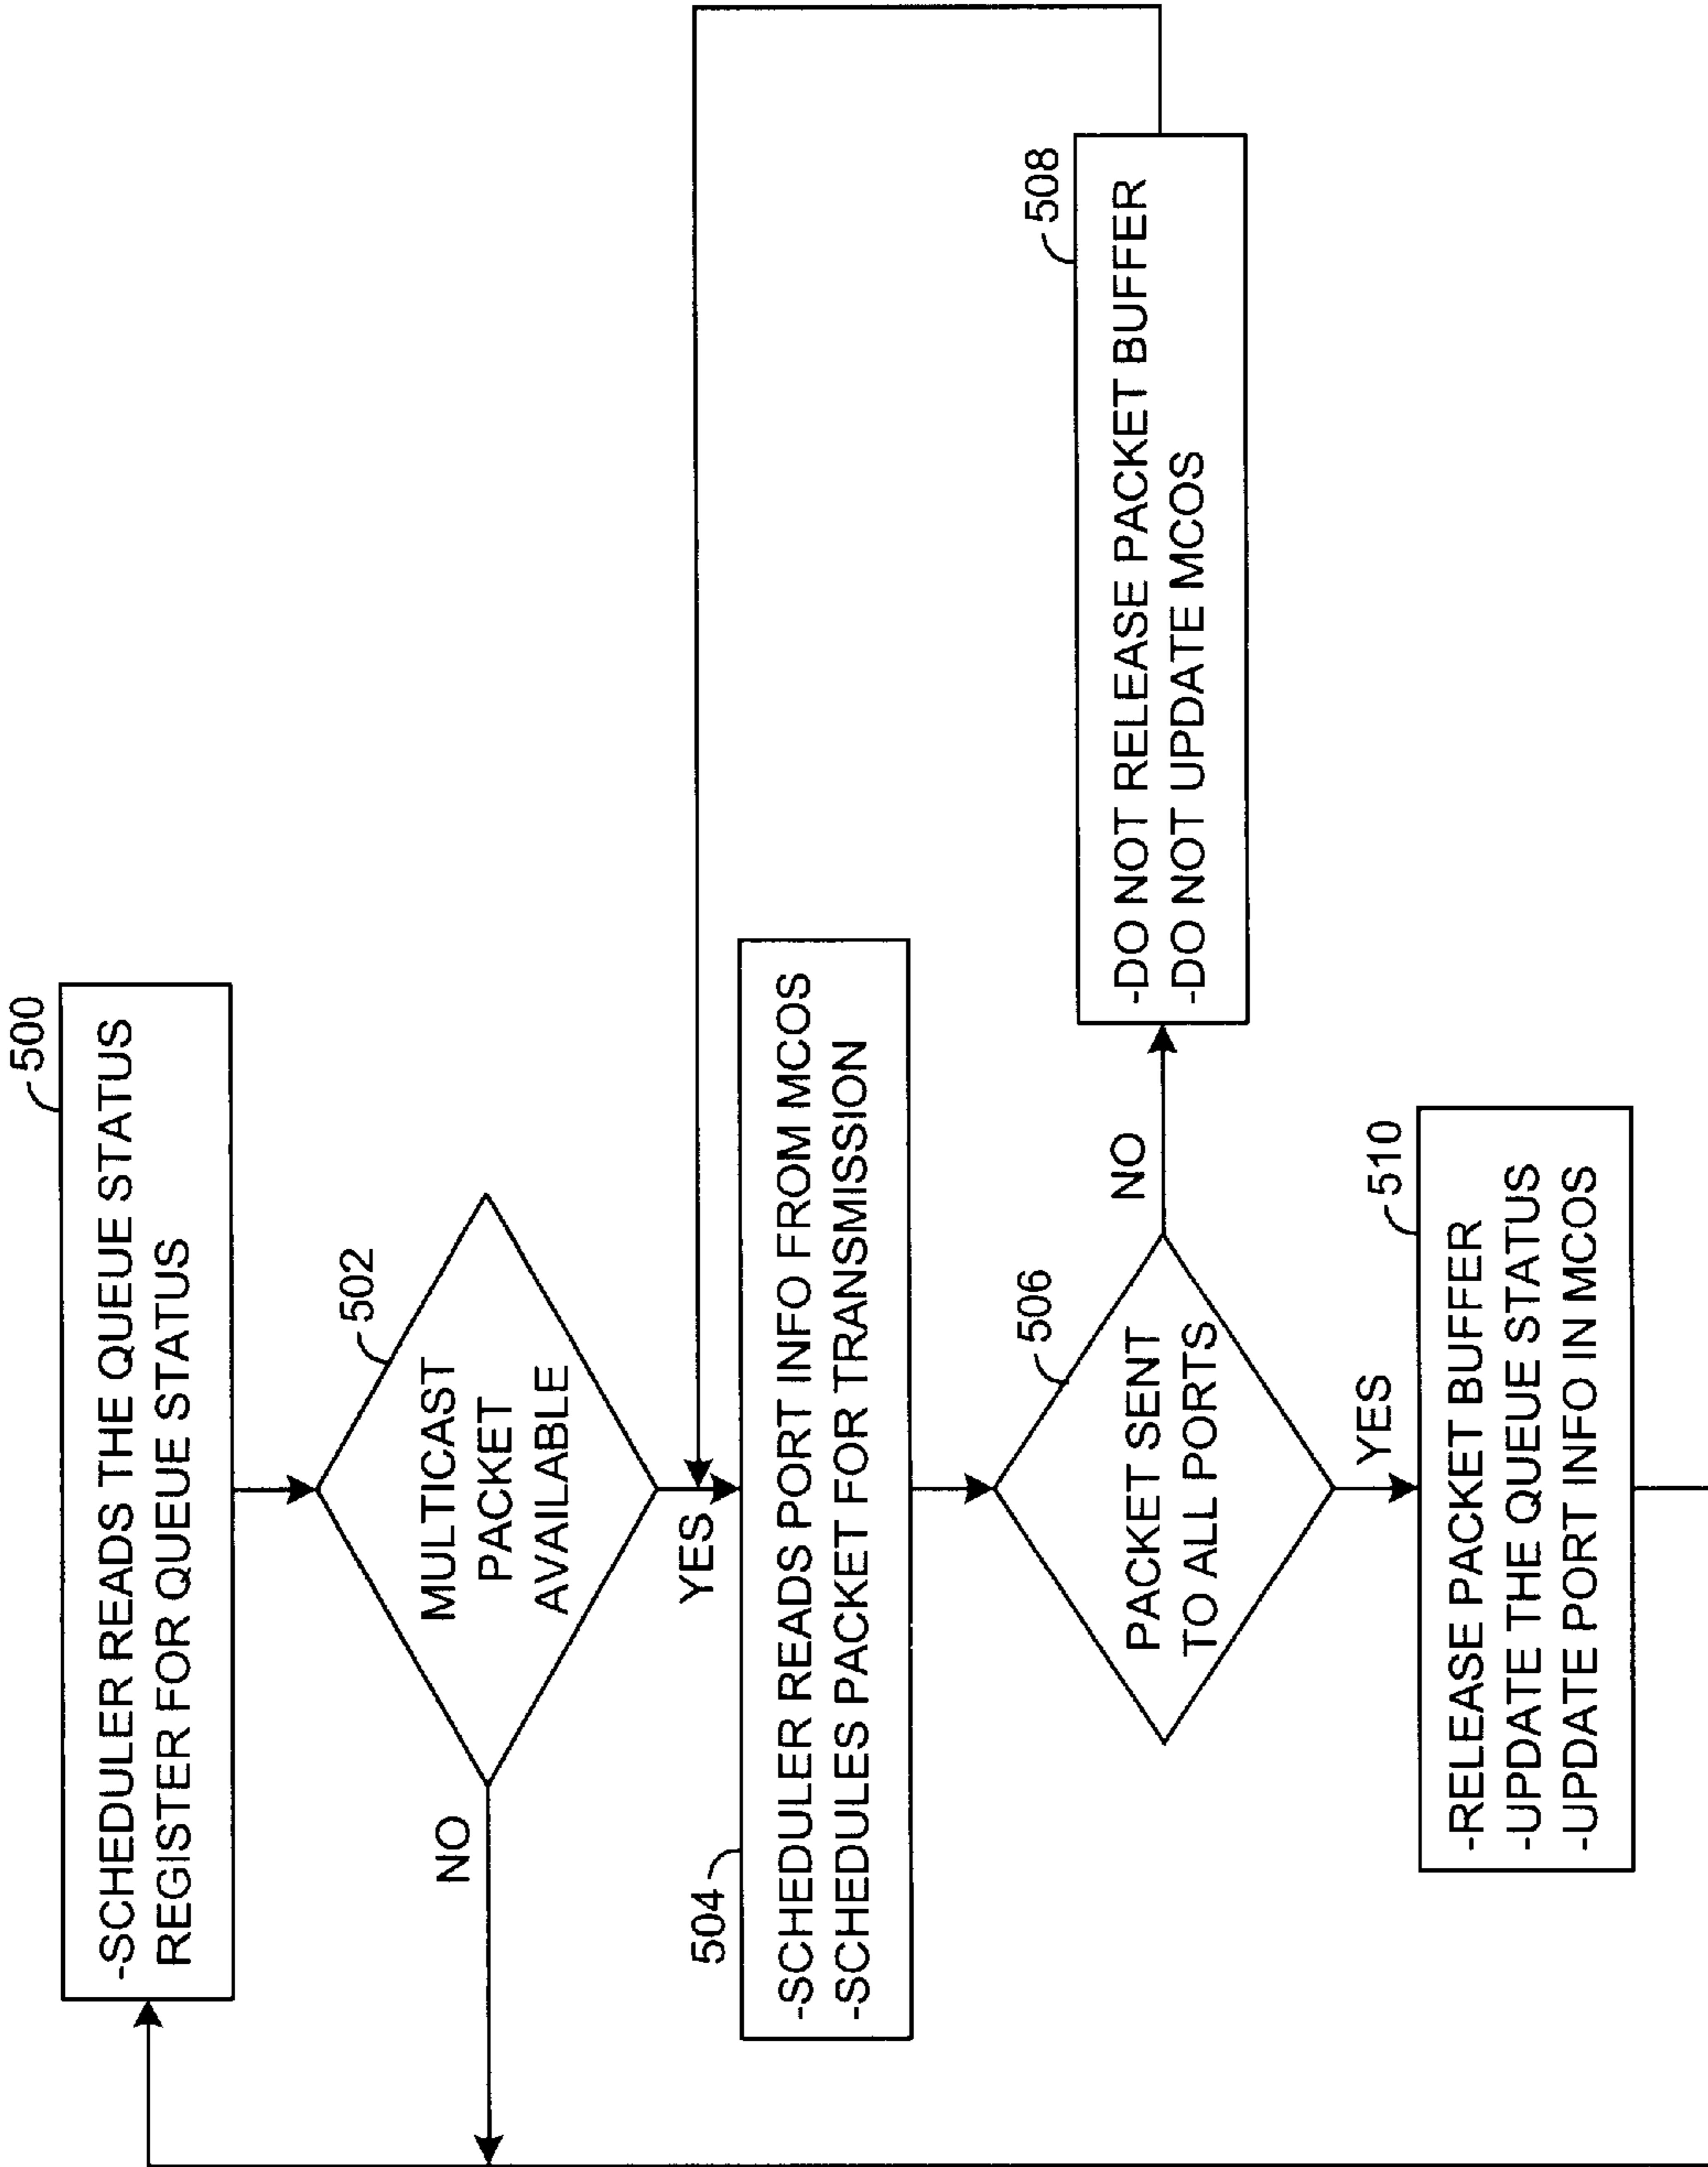 500
-SCHEDULER READS THE QUEUE STATUS
REGISTER FOR QUEUE STATUS
502
MULTICAST
PACKET
AVAILABLE
NO
YES
504
-SCHEDULER READS PORT INFO FROM MCOS
-SCHEDULES PACKET FOR TRANSMISSION
506
PACKET SENT
TO ALL PORTS
NO
508
-DO NOT RELEASE PACKET BUFFER
-DO NOT UPDATE MCOS
YES
510
-RELEASE PACKET BUFFER
-UPDATE THE QUEUE STATUS
-UPDATE PORT INFO IN MCOS